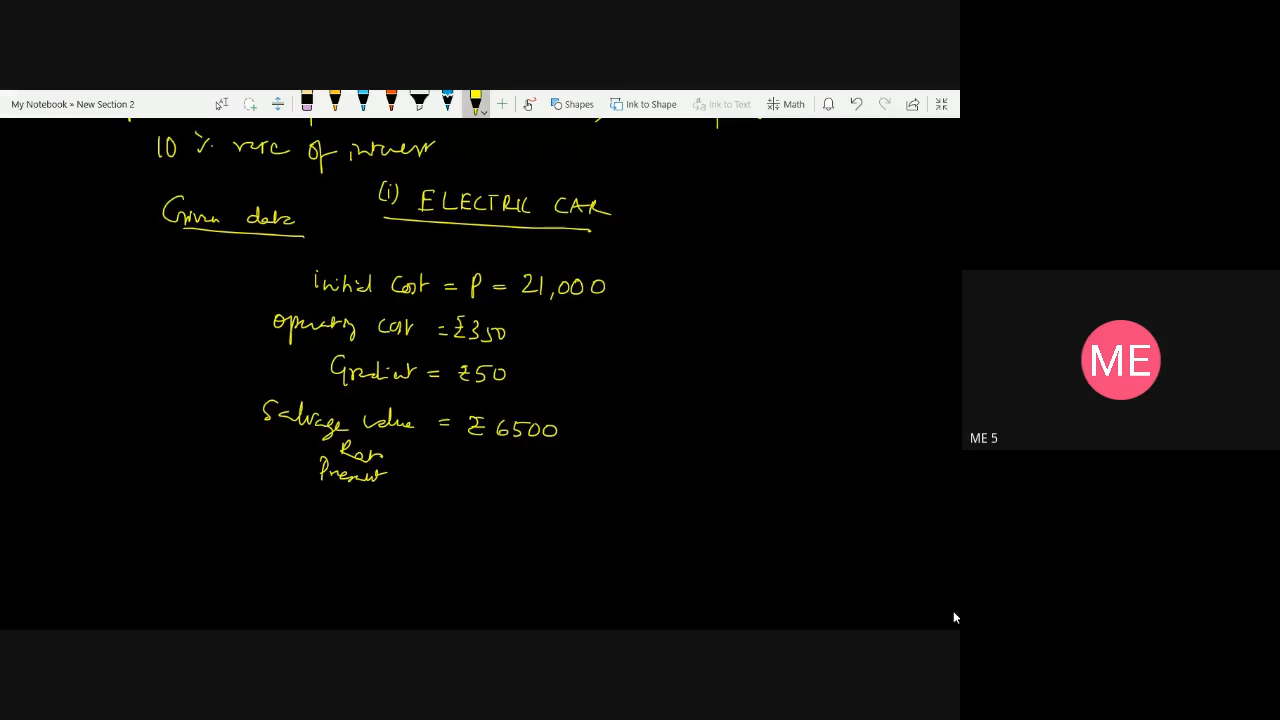 My Notebook » New Section 2
Shapes Ink to Shape Ink to Text Math
10 % rate of interest
Given data (i) ELECTRIC CAR
initial cost = P = 21,000
operating cost = ₹350
Gradient = ₹50
Salvage value = ₹ 6500
Present
ME
ME 5